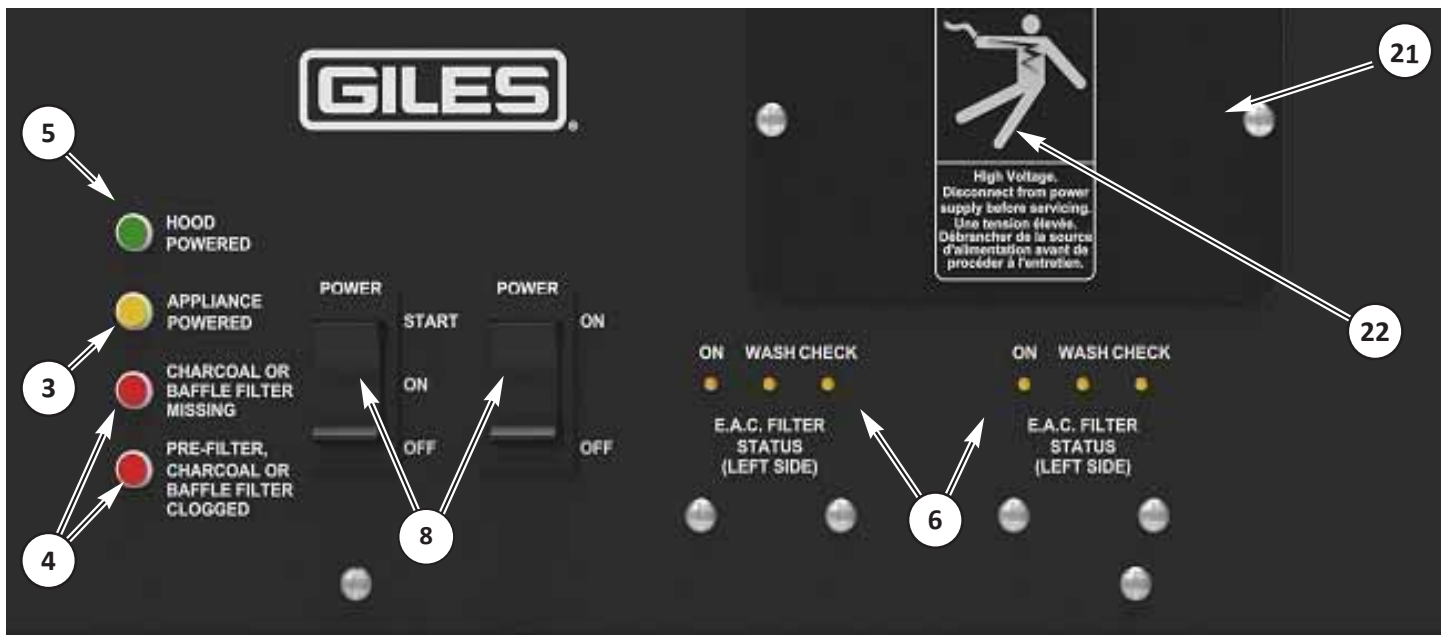 GILES
21
5
High Voltage.
Disconnect from power
supply before servicing.
Une tension élevée.
Débrancher de la source
d'alimentation avant de
procéder à l'entretien.
HOOD
POWERED
APPLIANCE
POWERED
3
CHARCOAL OR
BAFFLE FILTER
MISSING
PRE-FILTER,
CHARCOAL OR
BAFFLE FILTER
CLOGGED
4
POWER
START
ON
OFF
POWER
ON
OFF
8
22
ON WASH CHECK
E.A.C. FILTER
STATUS
(LEFT SIDE)
6
ON WASH CHECK
E.A.C. FILTER
STATUS
(LEFT SIDE)